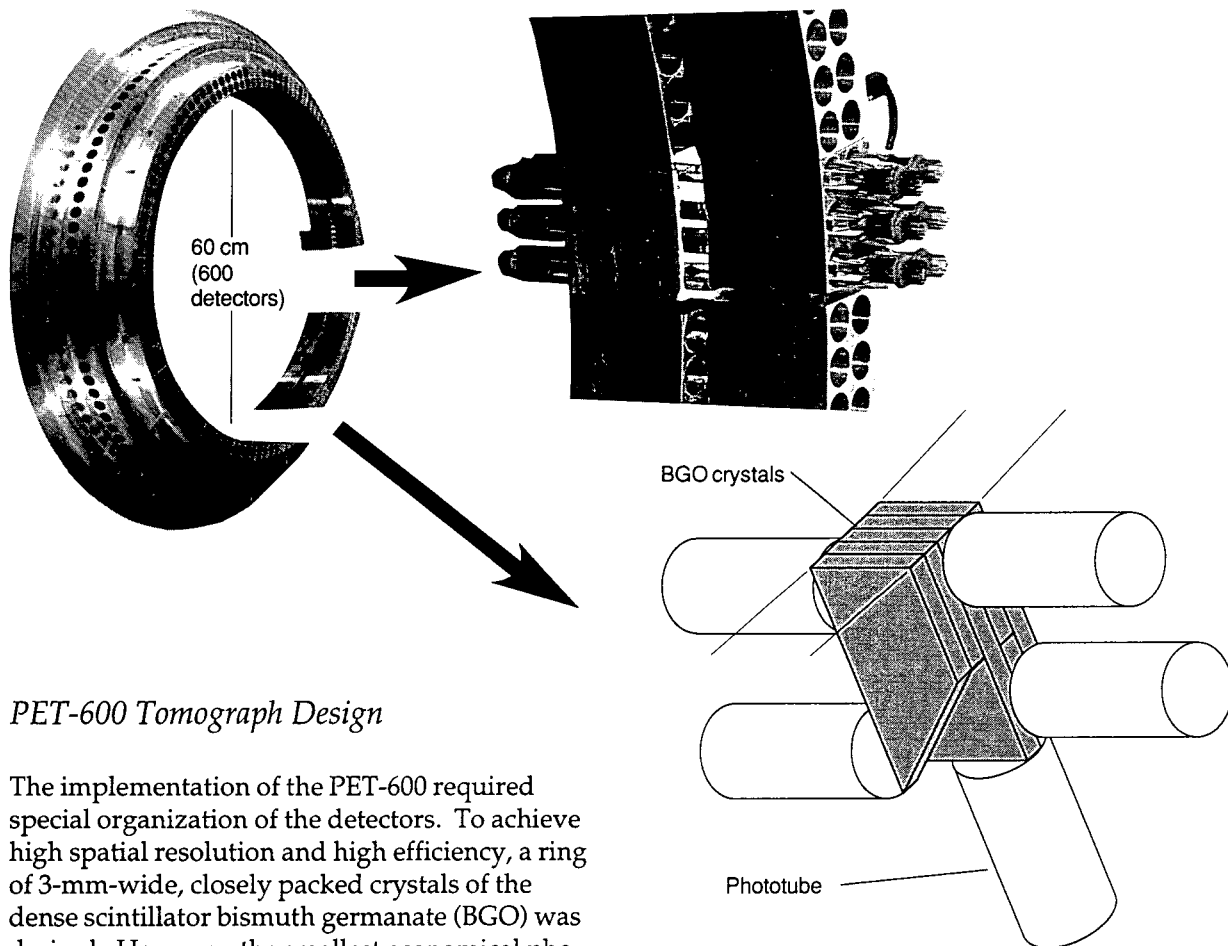 60 cm
(600
detectors)
BGO crystals
Phototube
PET-600 Tomograph Design
The implementation of the PET-600 required
special organization of the detectors. To achieve
high spatial resolution and high efficiency, a ring
of 3-mm-wide, closely packed crystals of the
dense scintillator bismuth germanate (BGO) was